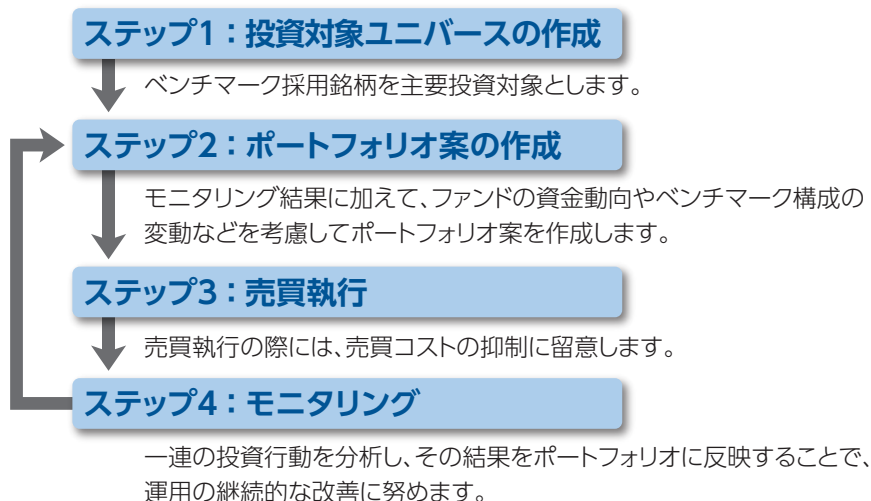 ステップ1：投資対象ユニバースの作成
ベンチマーク採用銘柄を主要投資対象とします。
ステップ2：ポートフォリオ案の作成
モニタリング結果に加えて、ファンドの資金動向やベンチマーク構成の
変動などを考慮してポートフォリオ案を作成します。
ステップ3：売買執行
売買執行の際には、売買コストの抑制に留意します。
ステップ4：モニタリング
一連の投資行動を分析し、その結果をポートフォリオに反映することで、
運用の継続的な改善に努めます。